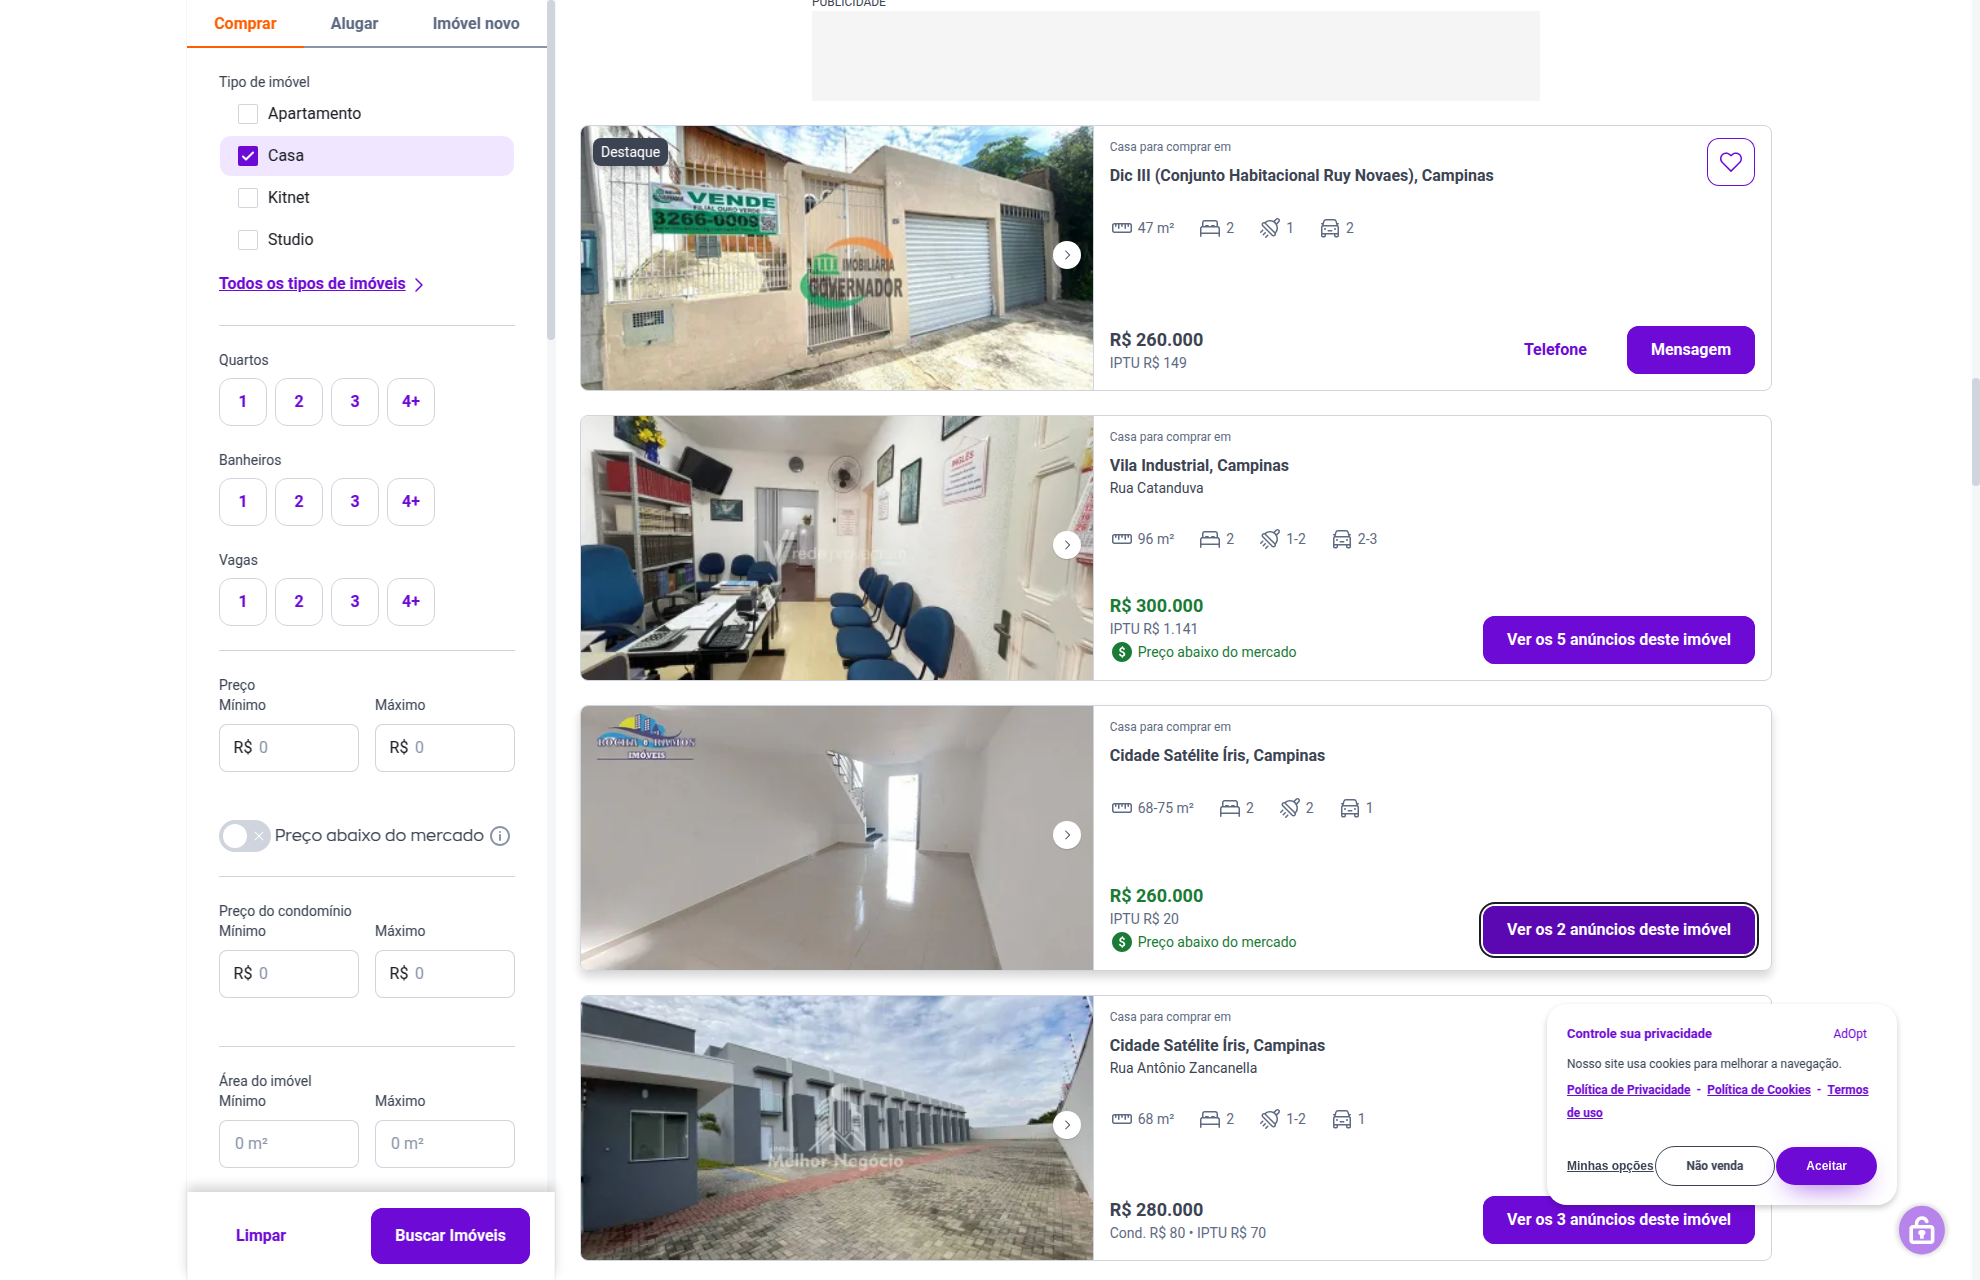 Comprar
Alugar
Imóvel novo
Tipo de imóvel
Apartamento
Casa
Kitnet
Studio
Todos os tipos de imóveis
Quartos
1 2 3 4+
Banheiros
1 2 3 4+
Vagas
1 2 3 4+
Preço
Mínimo Máximo
R$ 0 R$ 0
Preço abaixo do mercado
Preço do condomínio
Mínimo Máximo
R$ 0 R$ 0
Área do imóvel
Mínimo Máximo
0 m² 0 m²
Limpar
Buscar Imóveis
PUBLICIDADE
Destaque
VENDE
FILIAL OURO VERDE
3266-0009
IMOBILIÁRIA
GOVERNADOR
Casa para comprar em
Dic III (Conjunto Habitacional Ruy Novaes), Campinas
47 m² 2 1 2
R$ 260.000
IPTU R$ 149
Telefone
Mensagem
INGLÊS
Casa para comprar em
Vila Industrial, Campinas
Rua Catanduva
96 m² 2 1-2 2-3
R$ 300.000
IPTU R$ 1.141
Preço abaixo do mercado
Ver os 5 anúncios deste imóvel
ROCHA & RAMOS
IMÓVEIS
Casa para comprar em
Cidade Satélite Íris, Campinas
68-75 m² 2 2 1
R$ 260.000
IPTU R$ 20
Preço abaixo do mercado
Ver os 2 anúncios deste imóvel
Melhor Negócio
Casa para comprar em
Cidade Satélite Íris, Campinas
Rua Antônio Zancanella
68 m² 2 1-2 1
R$ 280.000
Cond. R$ 80 • IPTU R$ 70
Ver os 3 anúncios deste imóvel
Controle sua privacidade
AdOpt
Nosso site usa cookies para melhorar a navegação.
Política de Privacidade - Política de Cookies - Termos
de uso
Minhas opções
Não venda
Aceitar